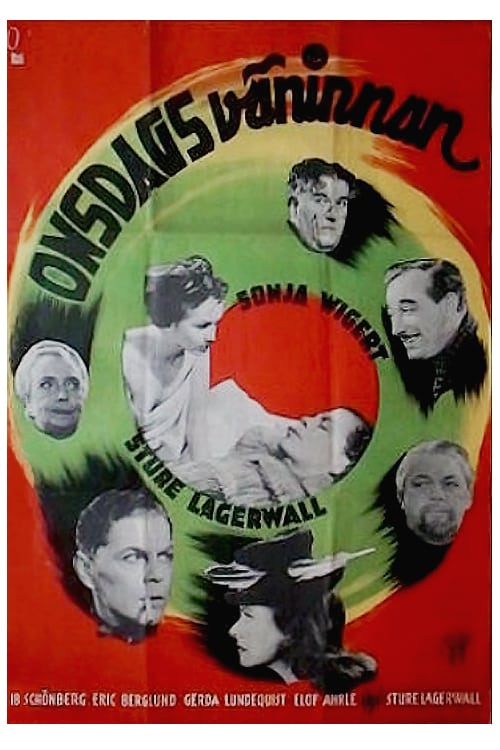 ONSDAGSväninnan
SONJA WIGERT
STURE LAGERWALL
IB SCHÖNBERG ERIC BERGLUND GERDA LUNDEQUIST ELOF AHRLE STURE LAGERWALL